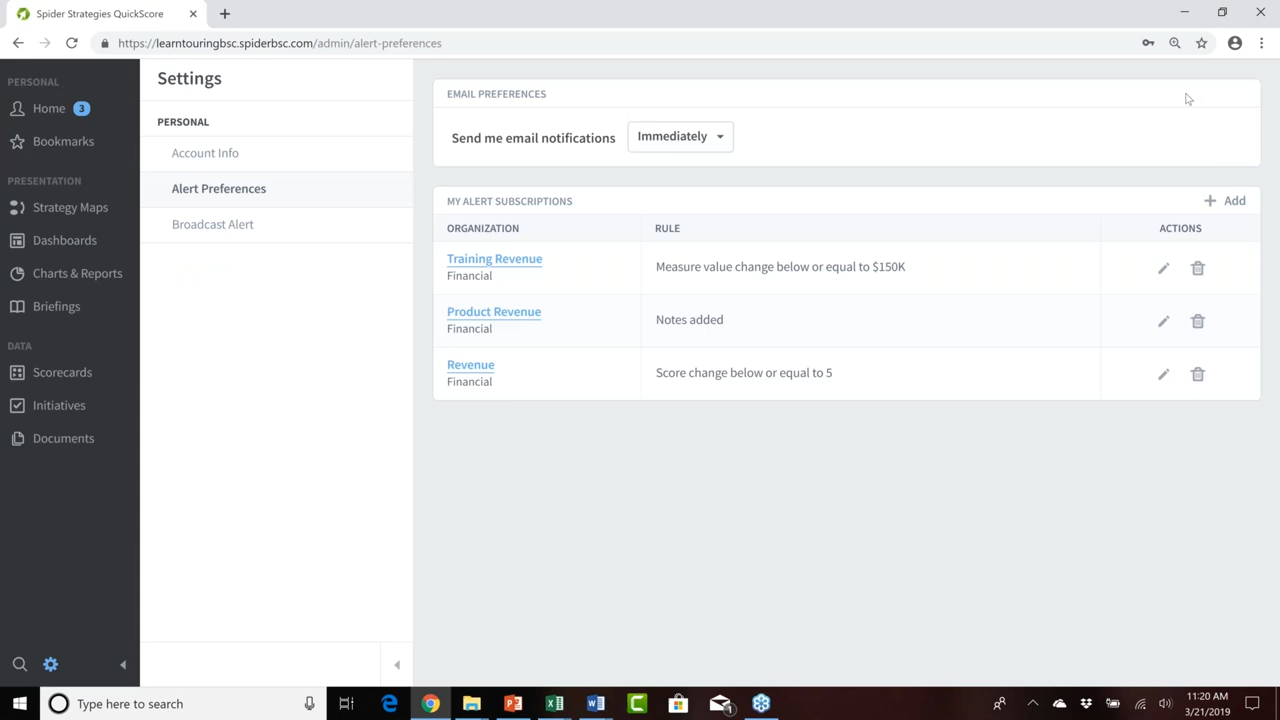 Spider Strategies QuickScore
https://learntouringbsc.spiderbsc.com/admin/alert-preferences
PERSONAL
Home 3
Bookmarks
PRESENTATION
Strategy Maps
Dashboards
Charts & Reports
Briefings
DATA
Scorecards
Initiatives
Documents
Settings
PERSONAL
Account Info
Alert Preferences
Broadcast Alert
EMAIL PREFERENCES
Send me email notifications Immediately
MY ALERT SUBSCRIPTIONS + Add
ORGANIZATION RULE ACTIONS
Training Revenue
Financial
Measure value change below or equal to $150K
Product Revenue
Financial
Notes added
Revenue
Financial
Score change below or equal to 5
Type here to search
1
11:20 AM
3/21/2019